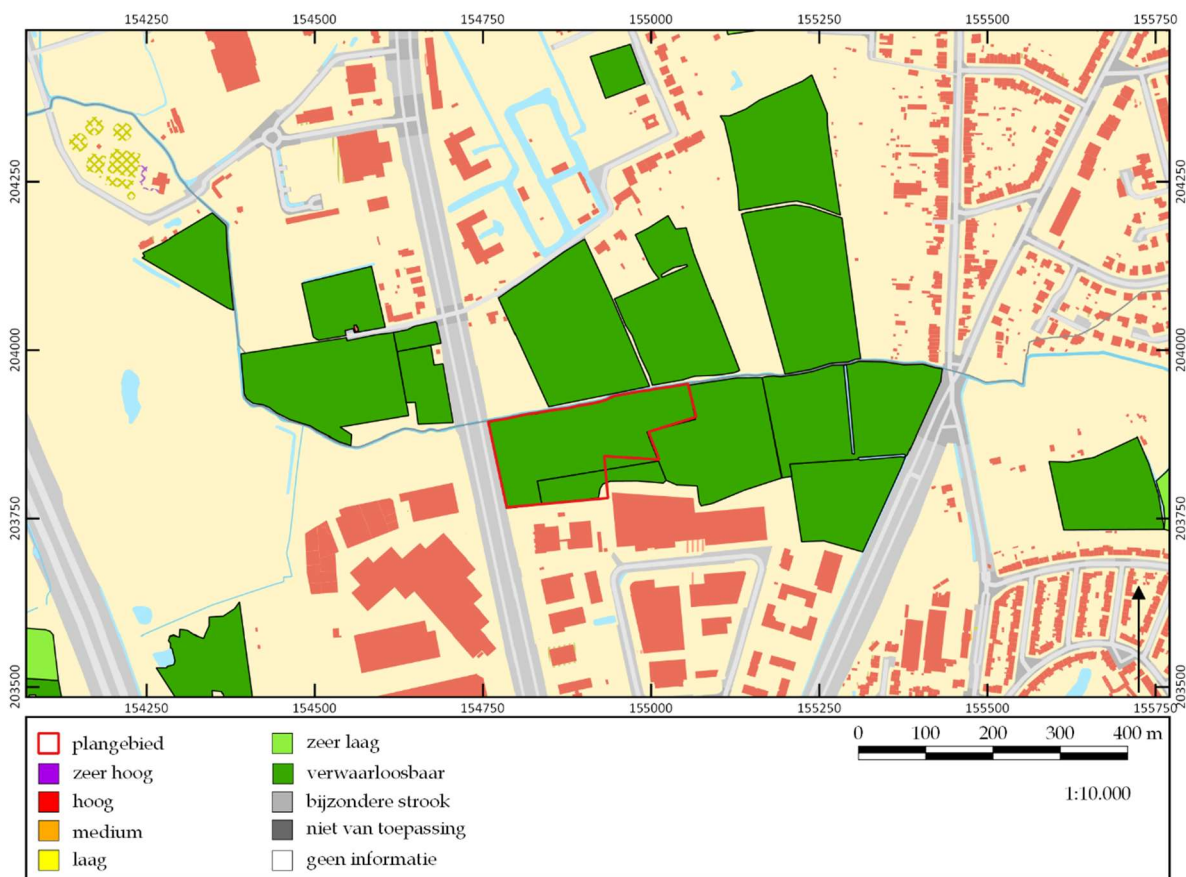 154250 154500 154750 155000 155250 155500 155750
204250 204250
204000 204000
203750 203750
203500 203500
154250 154500 154750 155000 155250 155500 155750
plangebied
zeer hoog
hoog
medium
laag
zeer laag
verwaarloosbaar
bijzondere strook
niet van toepassing
geen informatie
0 100 200 300 400 m
1:10.000